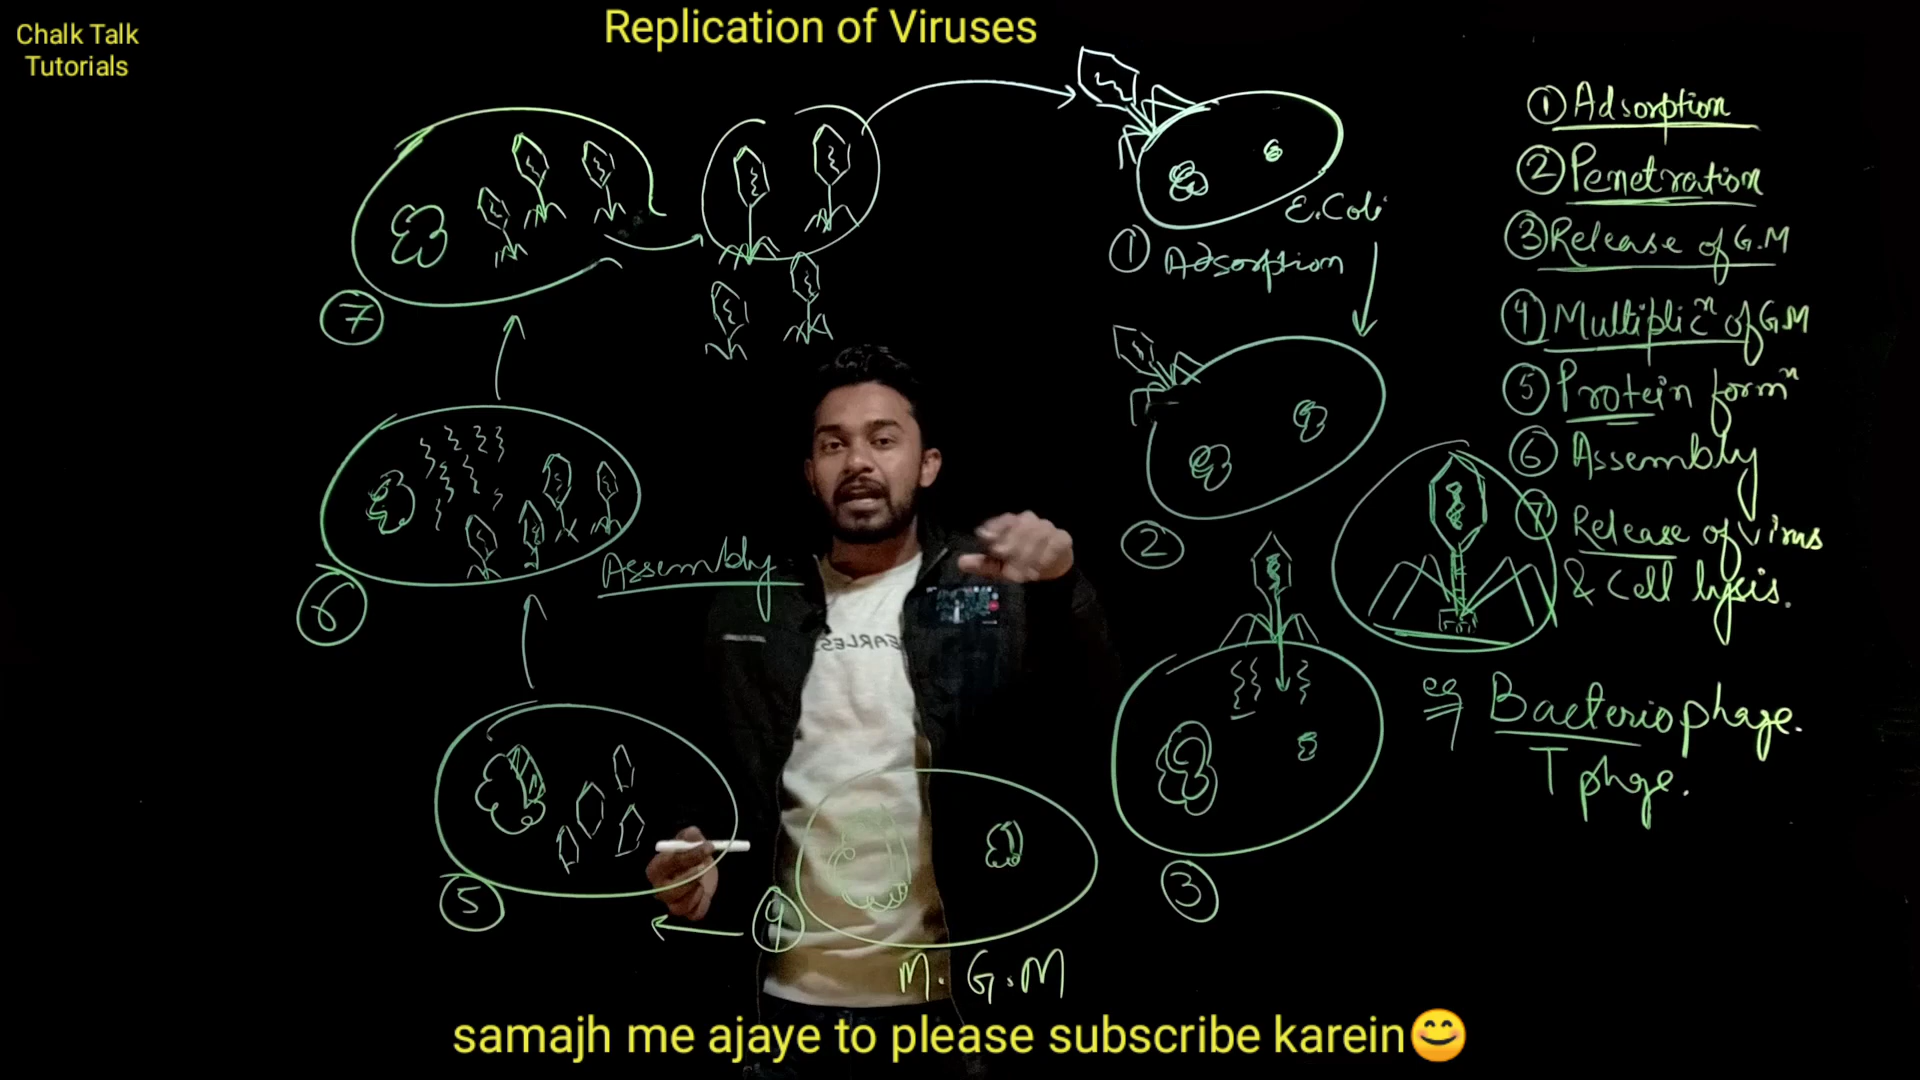 Chalk Talk
Tutorials
Replication of Viruses
① Adsorption
② Penetration
③ Release of G.M
④ Multiplicⁿ of G.M
⑤ Protein formⁿ
⑥ Assembly
⑦ Release of virus
& Cell lysis.
eg Bacteriophage.
T phage.
E.Coli
① Adsorption
②
③
④
M. G.M
⑤
⑥
Assembly
⑦
samajh me ajaye to please subscribe karein😊